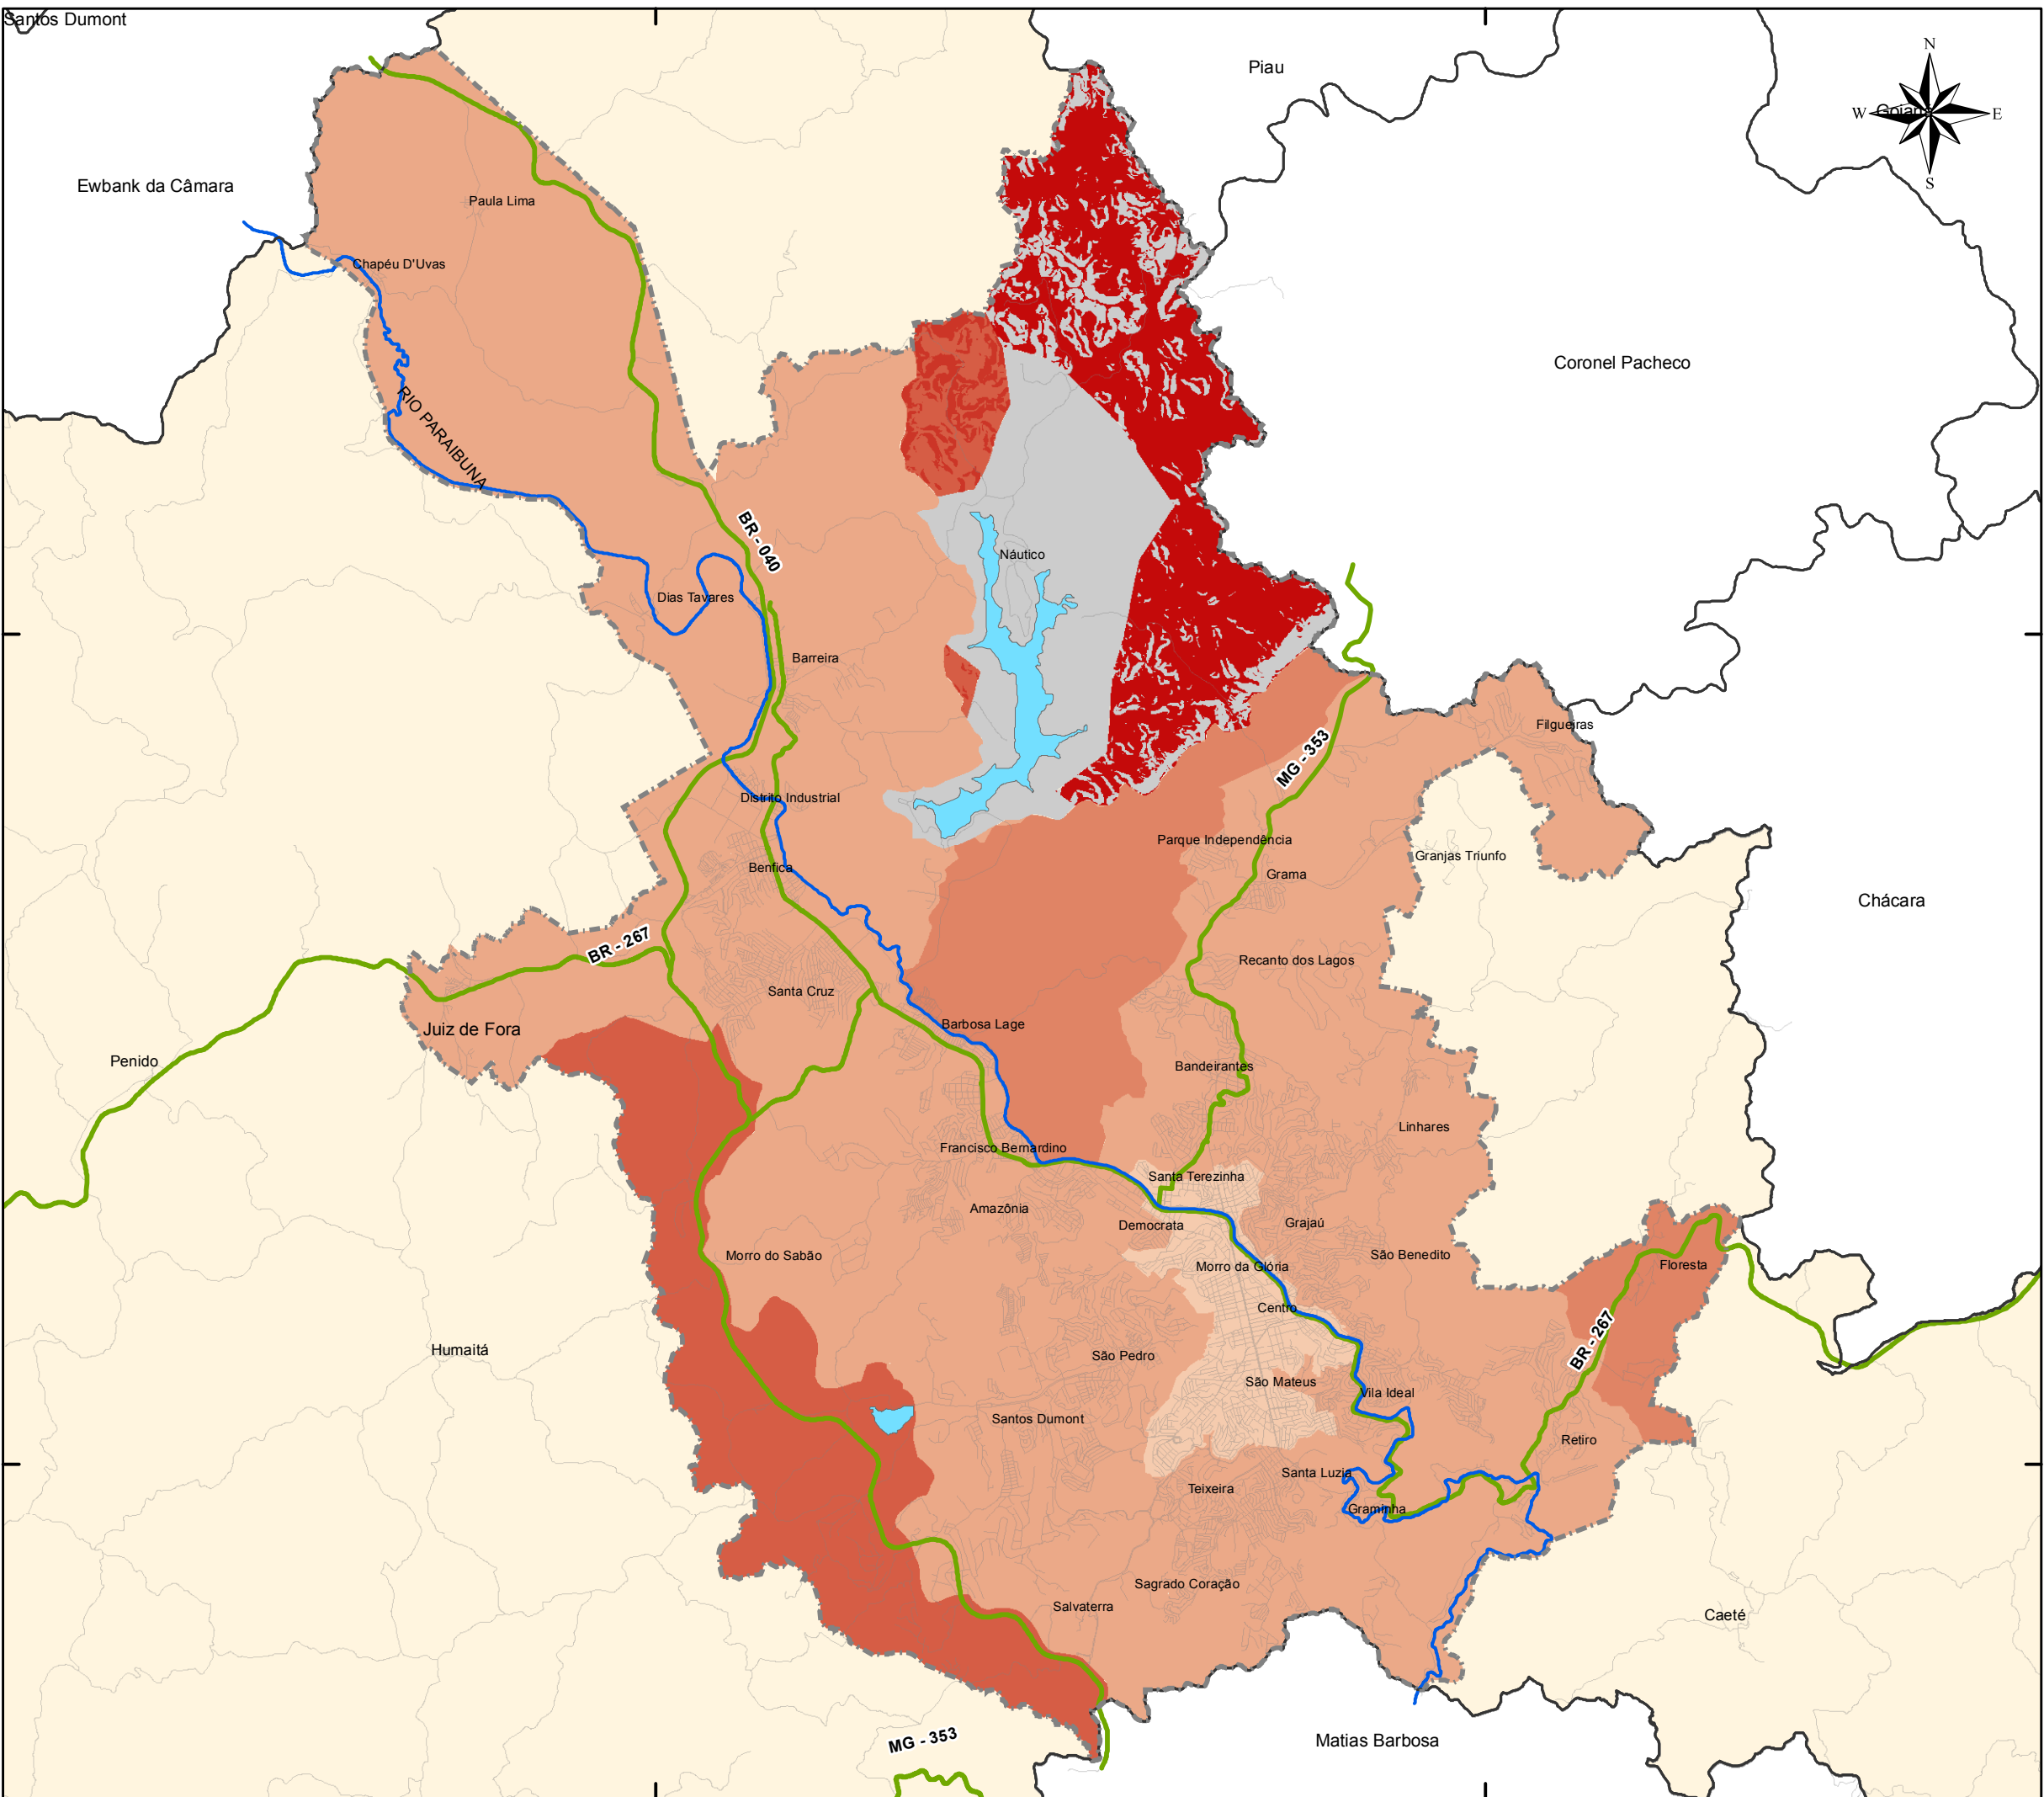 Santos Dumont
N
Piau
W
Goianá
E
S
Ewbank da Câmara
Paula Lima
Chapéu D'Uvas
Coronel Pacheco
RIO PARAIBUNA
BR - 040
Náutico
Dias Tavares
Barreira
Filgueiras
MG - 353
Distrito Industrial
Parque Independência
Granjas Triunfo
Benfica
Grama
Chácara
BR - 267
Recanto dos Lagos
Santa Cruz
Barbosa Lage
Juiz de Fora
Penido
Bandeirantes
Linhares
Francisco Bernardino
Santa Terezinha
Amazônia
Democrata
Grajaú
Morro do Sabão
São Benedito
Morro da Glória
Floresta
Centro
BR - 267
Humaitá
São Pedro
São Mateus
Vila Ideal
Santos Dumont
Retiro
Santa Luzia
Teixeira
Graminha
Sagrado Coração
Salvaterra
Caeté
MG - 353
Matias Barbosa